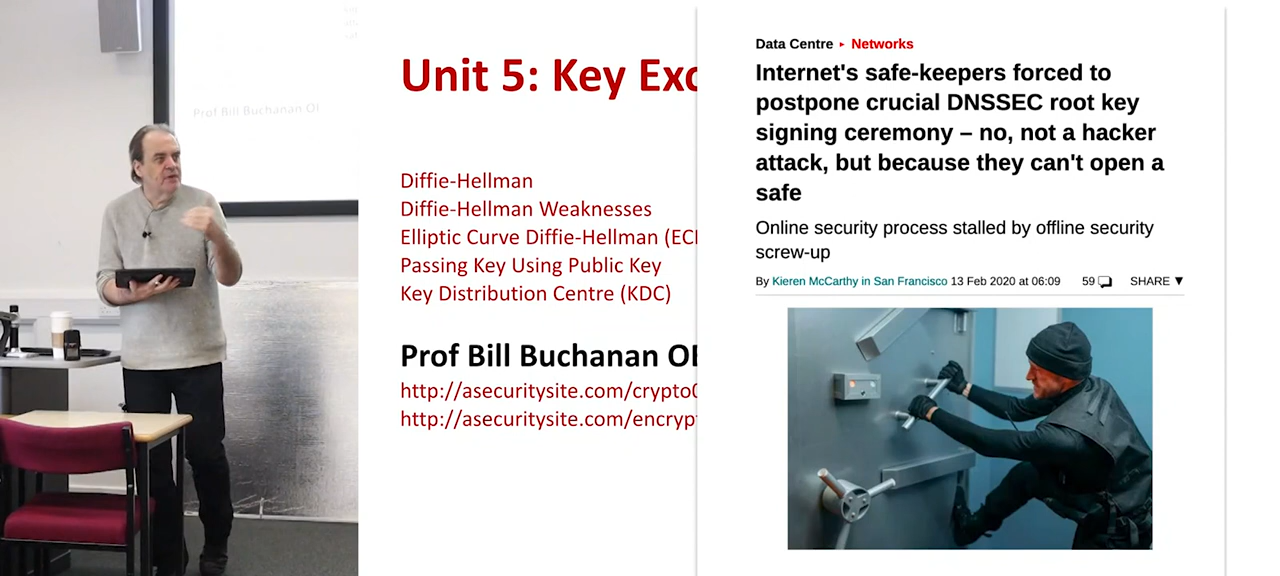 Prof Bill Buchanan OB
Unit 5: Key Exc
Diffie-Hellman
Diffie-Hellman Weaknesses
Elliptic Curve Diffie-Hellman (ECD
Passing Key Using Public Key
Key Distribution Centre (KDC)
Prof Bill Buchanan OB
http://asecuritysite.com/crypto0
http://asecuritysite.com/encrypt
Data Centre ▸ Networks
Internet's safe-keepers forced to
postpone crucial DNSSEC root key
signing ceremony – no, not a hacker
attack, but because they can't open a
safe
Online security process stalled by offline security
screw-up
By Kieren McCarthy in San Francisco 13 Feb 2020 at 06:09 59 SHARE ▼